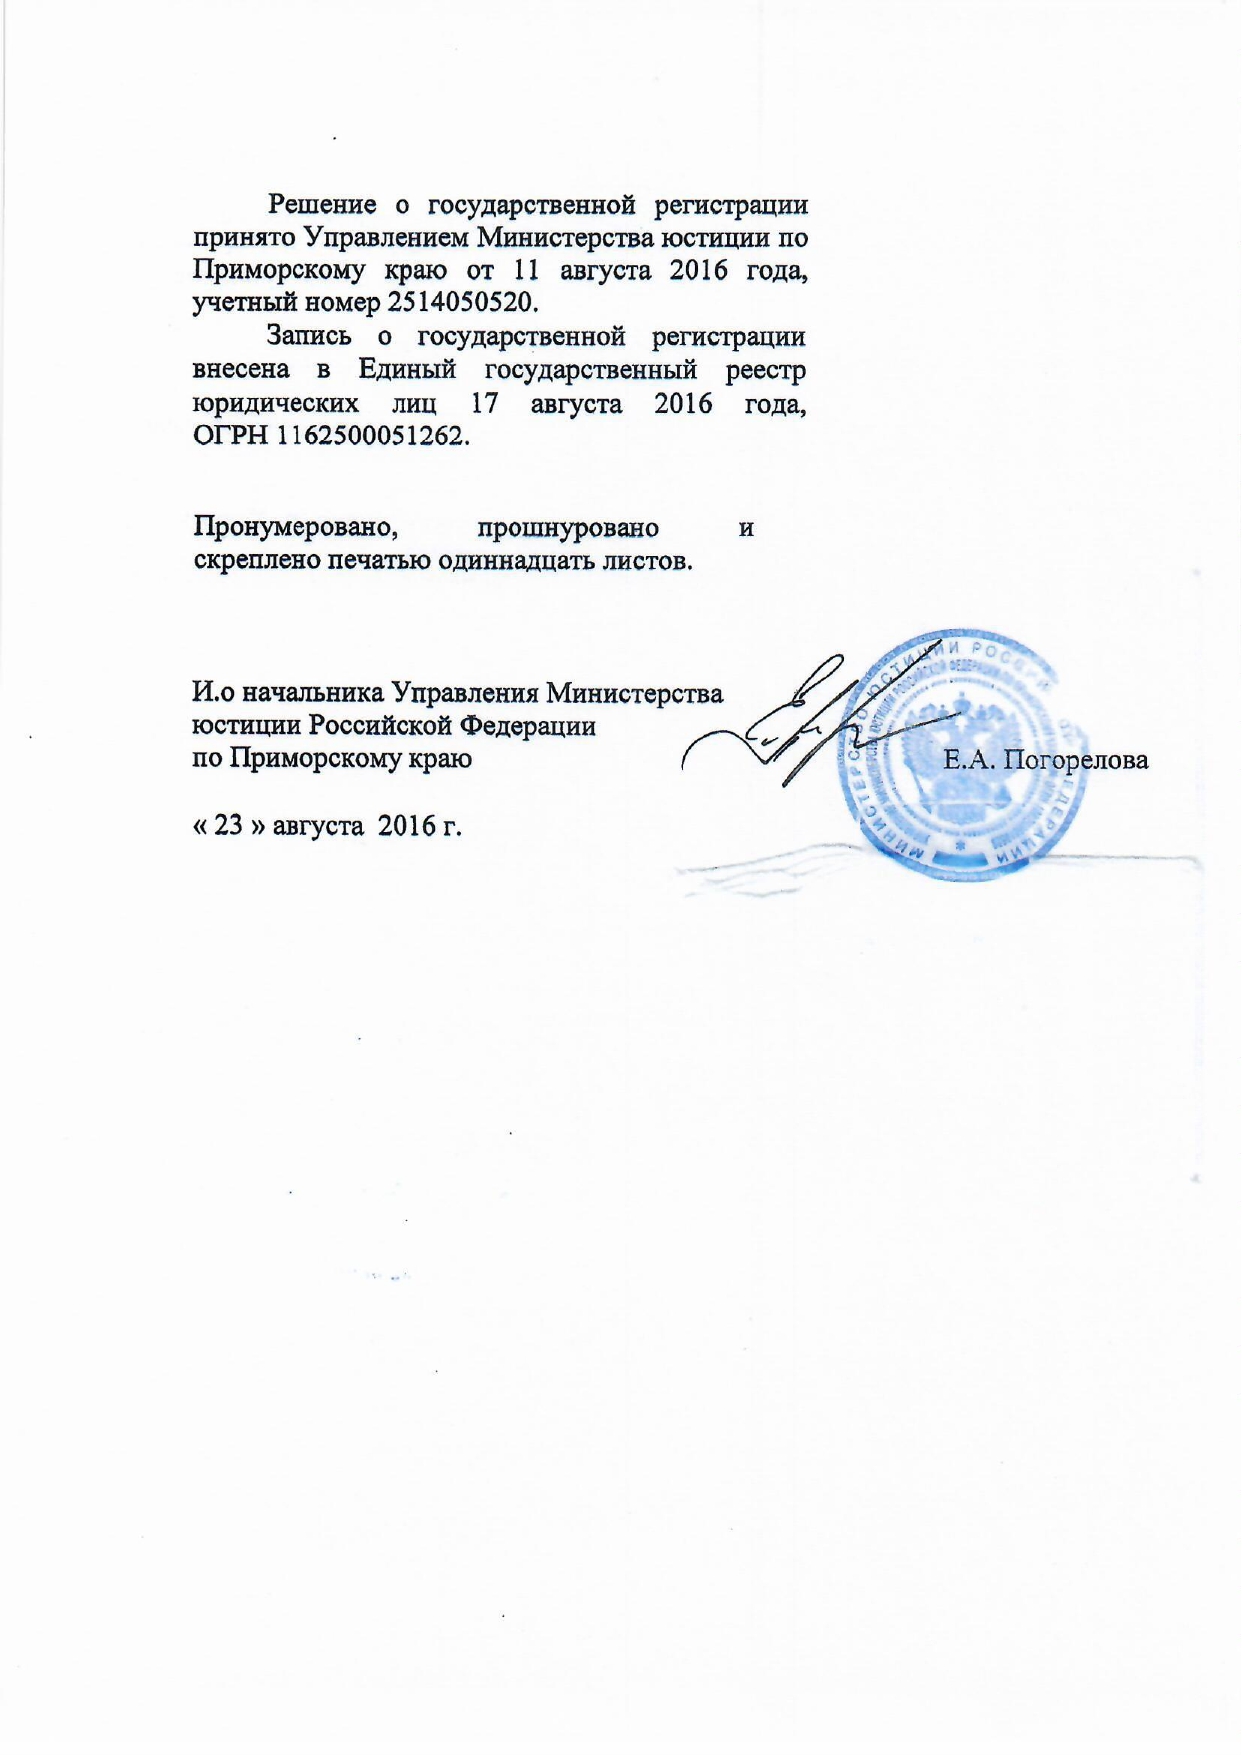 Решение о государственной регистрации
принято Управлением Министерства юстиции по
Приморскому краю от 11 августа 2016 года,
учетный номер 2514050520.
Запись о государственной регистрации
внесена в Единый государственный реестр
юридических лиц 17 августа 2016 года,
ОГРН 1162500051262.
Пронумеровано, прошнуровано и
скреплено печатью одиннадцать листов.
И.о начальника Управления Министерства
юстиции Российской Федерации
по Приморскому краю
Е.А. Погорелова
« 23 » августа 2016 г.
МИНИСТЕРСТВО ЮСТИЦИИ